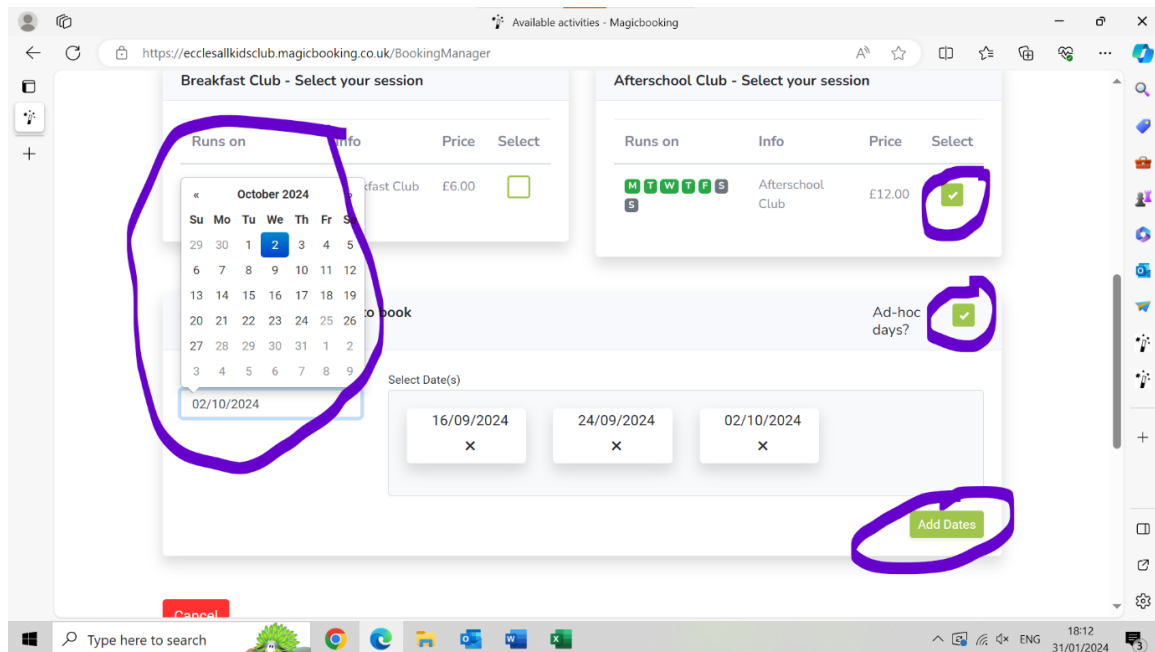 Available activities - Magicbooking
https://ecclesallkidsclub.magicbooking.co.uk/BookingManager
Breakfast Club - Select your session
Runs on Info Price Select
Club £6.00
Afterschool Club - Select your session
Runs on Info Price Select
M T W T F S
S
Afterschool
Club
£12.00
« October 2024
Su Mo Tu We Th Fr Sa
29 30 1 2 3 4 5
6 7 8 9 10 11 12
13 14 15 16 17 18 19
20 21 22 23 24 25 26
27 28 29 30 31 1 2
3 4 5 6 7 8 9
to book
Ad-hoc
days?
02/10/2024
Select Date(s)
16/09/2024 24/09/2024 02/10/2024
× × ×
Add Dates
Cancel
Type here to search
ENG
18:12
31/01/2024
3